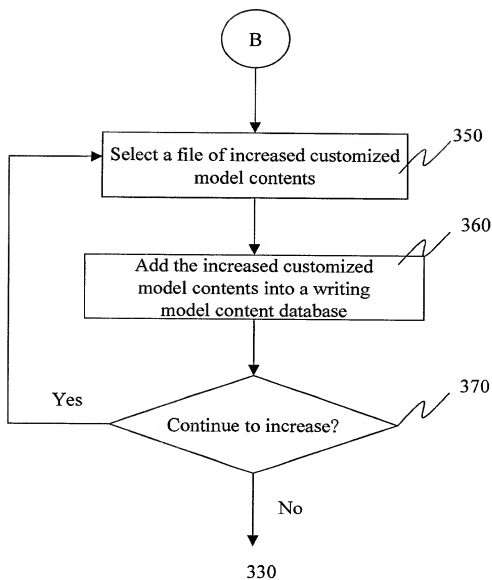 B
350
Select a file of increased customized
model contents
360
Add the increased customized
model contents into a writing
model content database
370
Yes
Continue to increase?
No
330